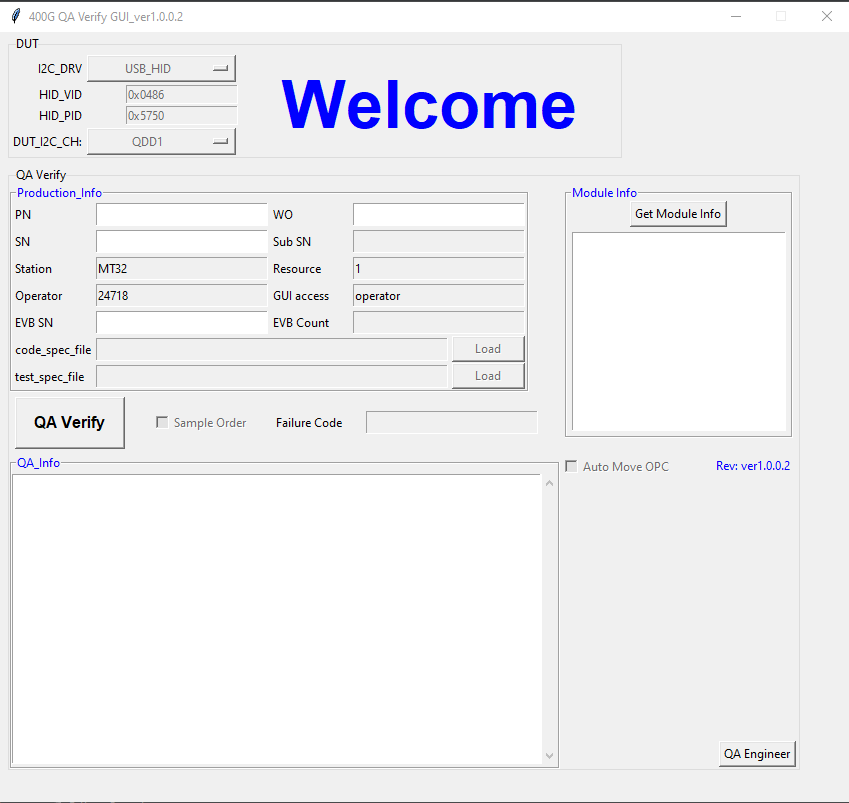 400G QA Verify GUI_ver1.0.0.2
DUT
I2C_DRV USB_HID
HID_VID 0x0486
HID_PID 0x5750
DUT_I2C_CH: QDD1
Welcome
QA Verify
Production_Info
PN WO
SN Sub SN
Station MT32 Resource 1
Operator 24718 GUI access operator
EVB SN EVB Count
code_spec_file Load
test_spec_file Load
Module Info
Get Module Info
QA Verify Sample Order Failure Code
QA_Info
Auto Move OPC Rev: ver1.0.0.2
QA Engineer